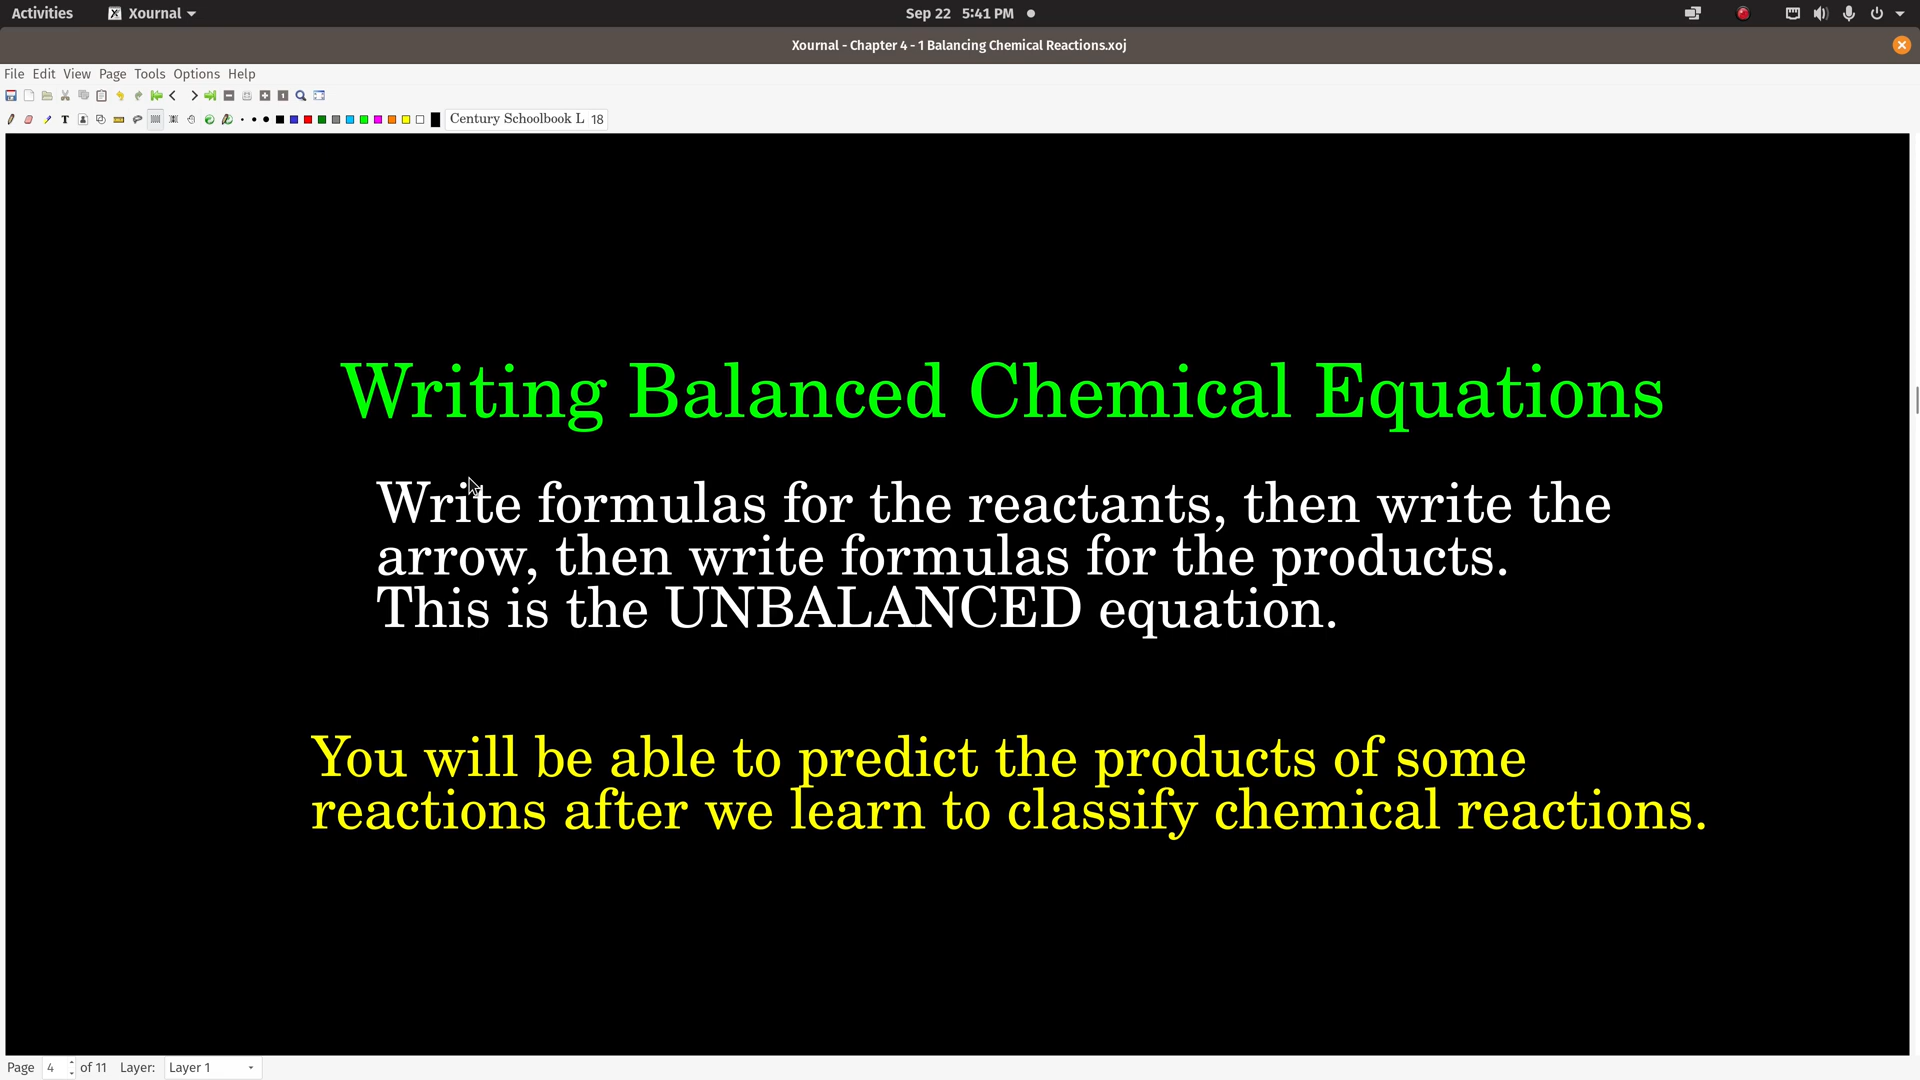 Activities Xournal Sep 22 5:41 PM
Xournal - Chapter 4 - 1 Balancing Chemical Reactions.xoj
File Edit View Page Tools Options Help
Century Schoolbook L 18
Writing Balanced Chemical Equations
Write formulas for the reactants, then write the
arrow, then write formulas for the products.
This is the UNBALANCED equation.
You will be able to predict the products of some
reactions after we learn to classify chemical reactions.
Page 4 of 11 Layer: Layer 1